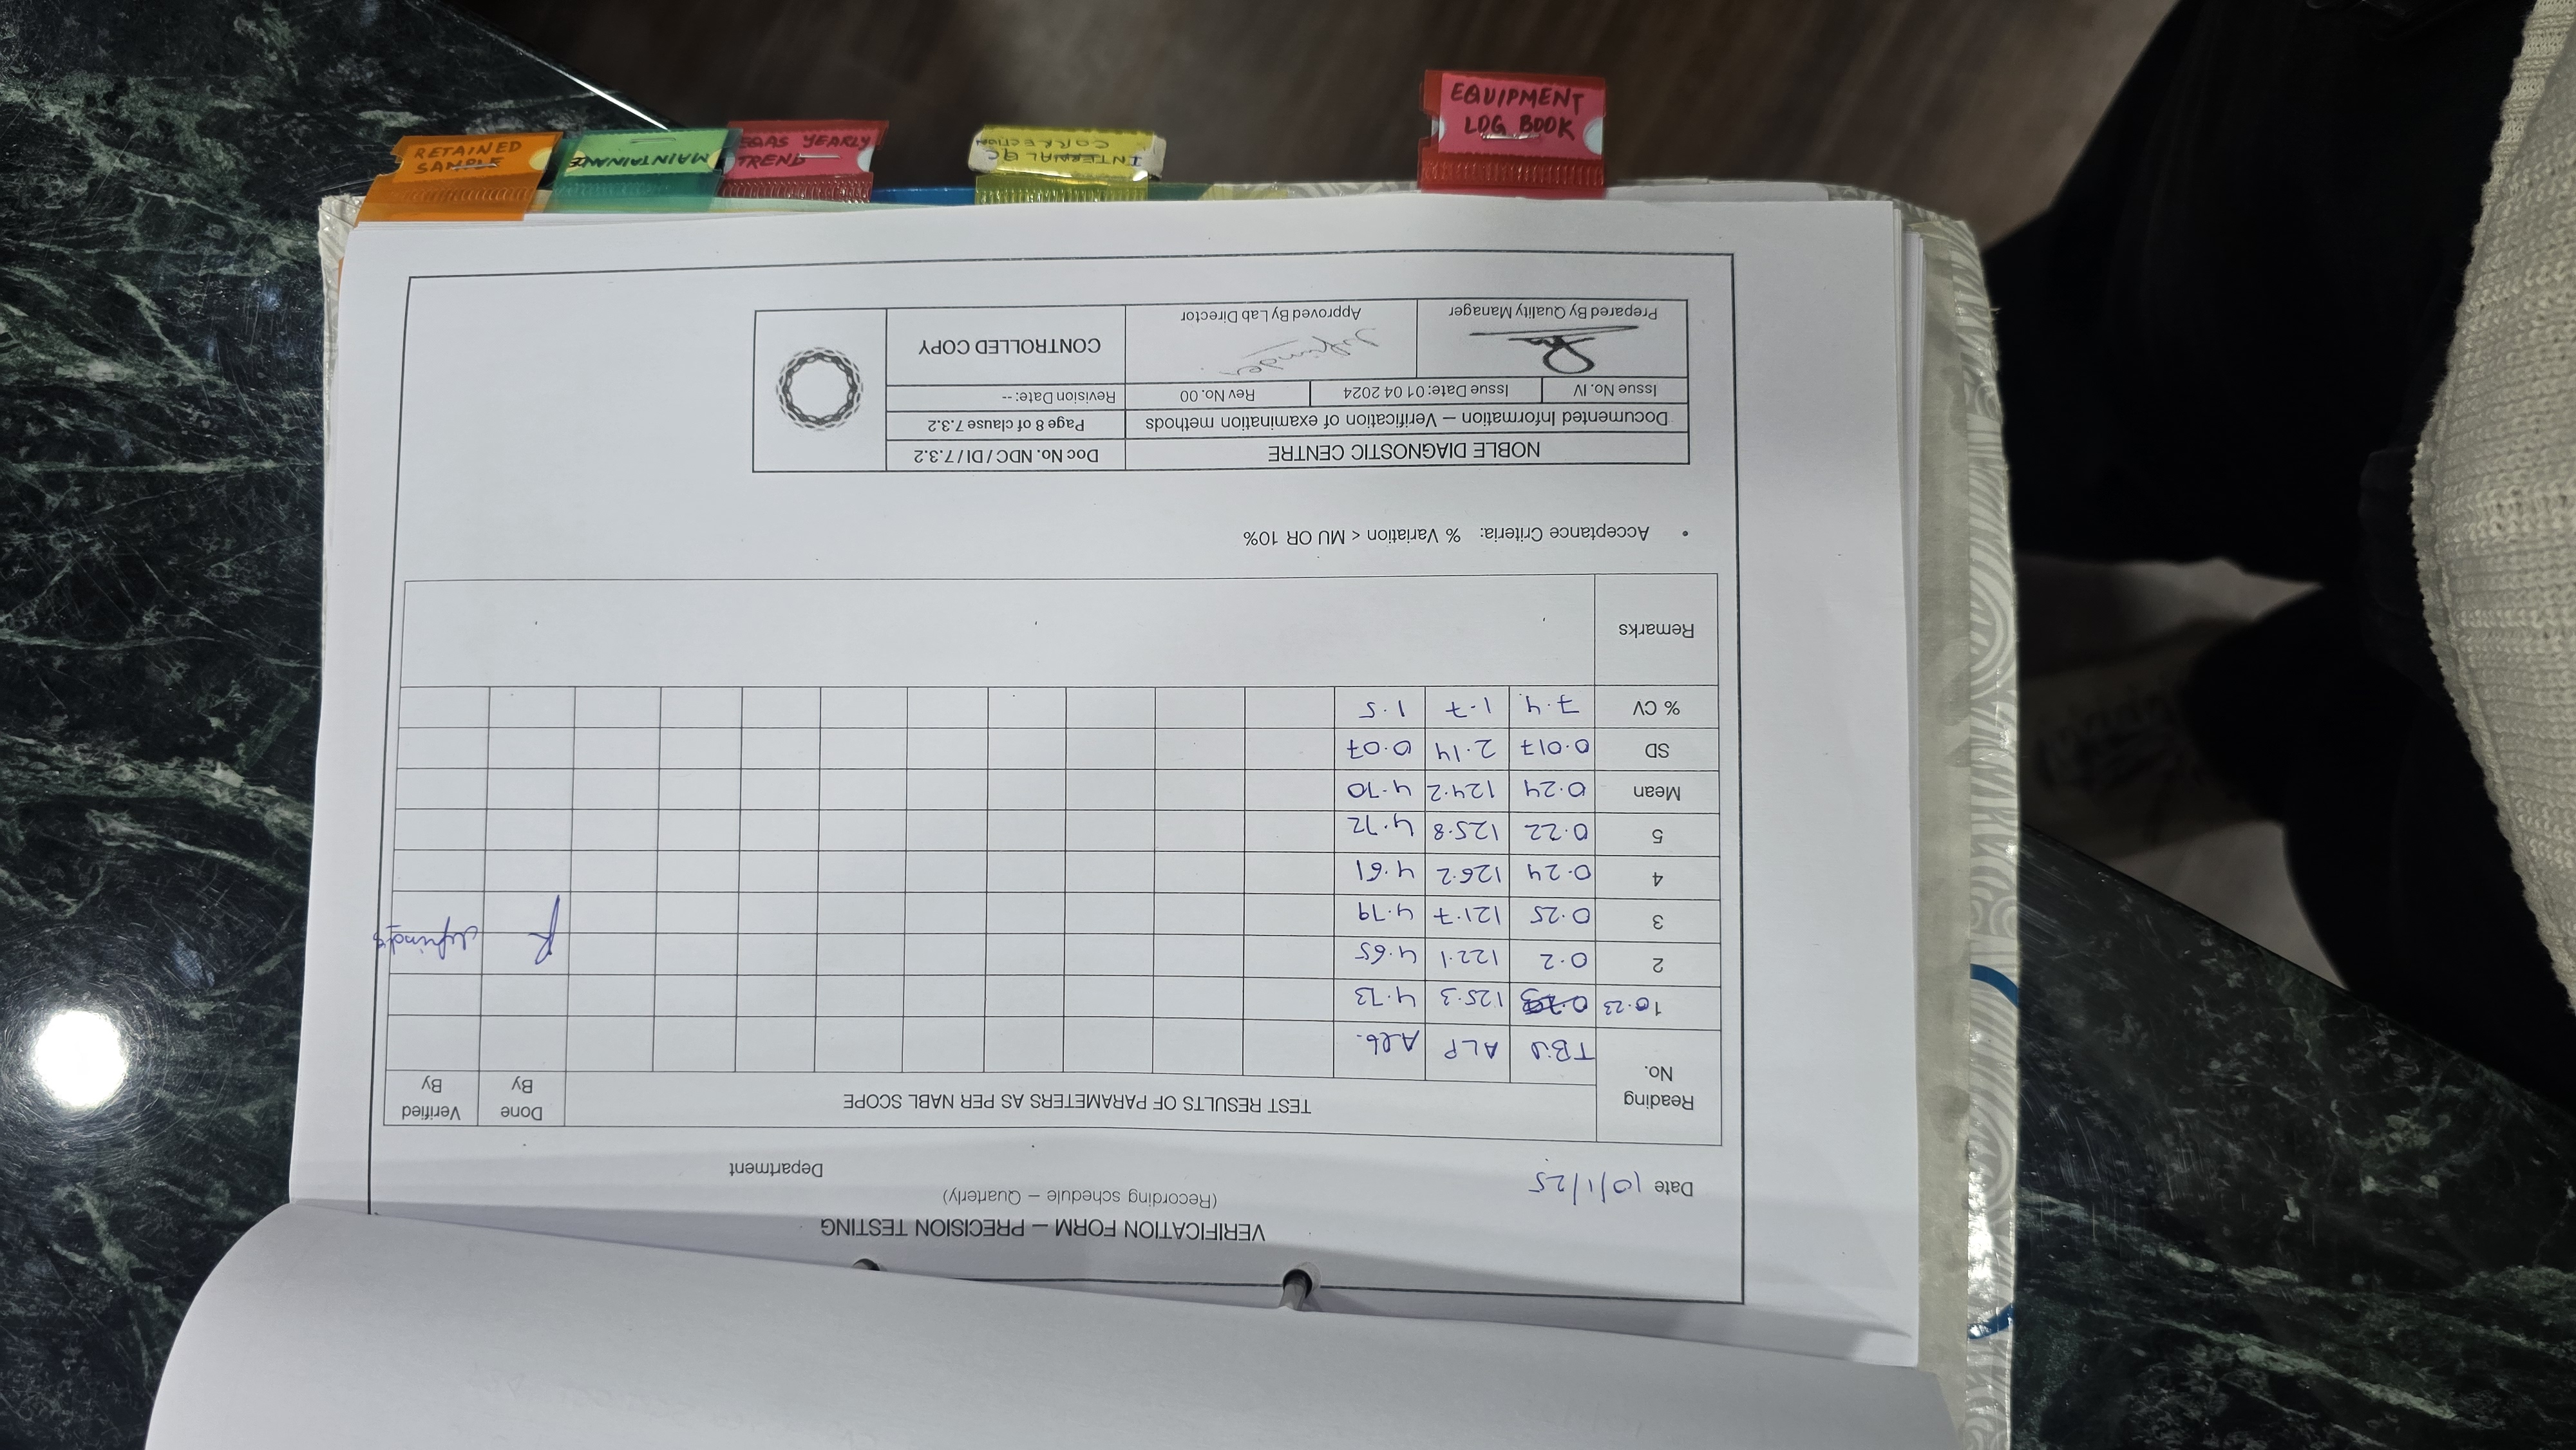 VERIFICATION FORM – PRECISION TESTING
(Recording schedule – Quarterly)
Date 10/1/25
Department
Reading No.
TEST RESULTS OF PARAMETERS AS PER NABL SCOPE
Done By
Verified By
TBil ALP Alb.
1 0.23 125.3 4.73
2 0.2 122.1 4.65
3 0.25 121.7 4.79
4 0.24 126.2 4.61
5 0.22 125.8 4.72
Mean 0.24 124.2 4.70
SD 0.017 2.14 0.07
% CV 7.4 1.7 1.5
Remarks
• Acceptance Criteria: % Variation < MU OR 10%
NOBLE DIAGNOSTIC CENTRE
Doc No. NDC / DI / 7.3.2
Documented Information – Verification of examination methods
Page 8 of clause 7.3.2
Issue No. IV
Issue Date: 01 04 2024
Rev No. 00
Revision Date: --
CONTROLLED COPY
Prepared By Quality Manager
Approved By Lab Director
RETAINED
SAMPLE
MAINTAINANCE
EQAS YEARLY
TREND
INTERNAL QC
CORRECTION
EQUIPMENT
LOG BOOK